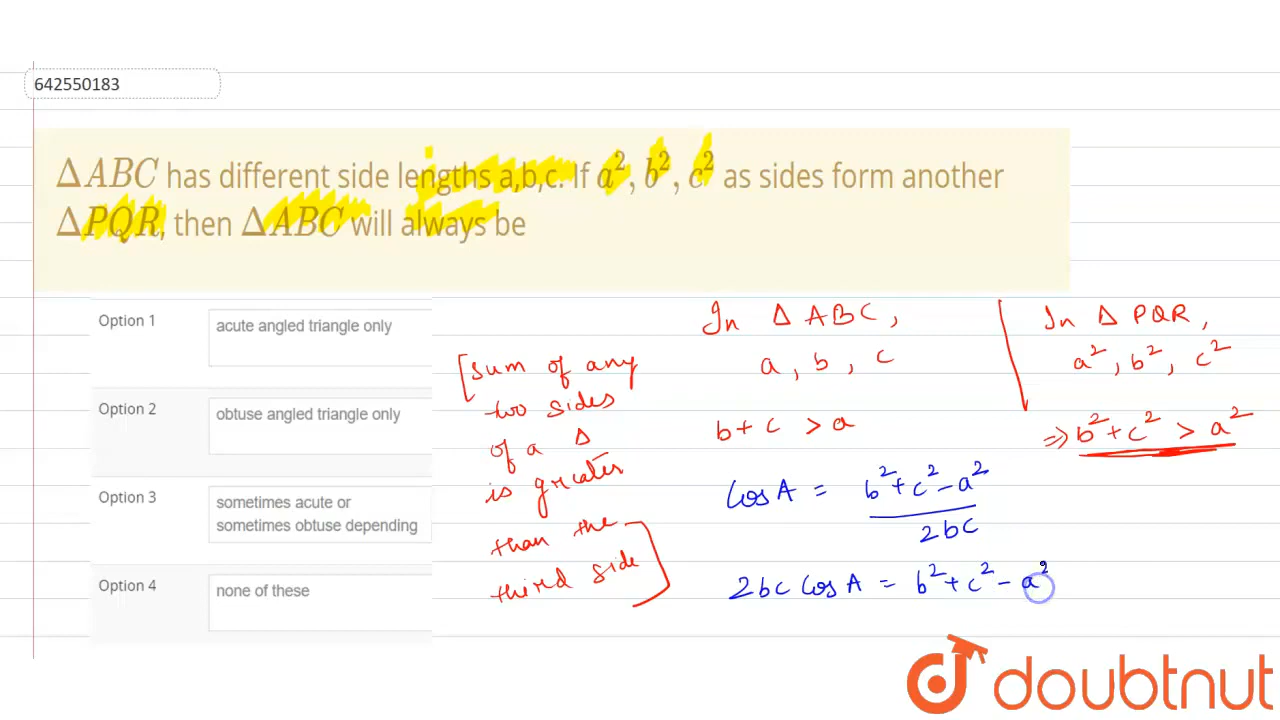 642550183
ΔABC has different side lengths a,b,c. If a², b², c² as sides form another
ΔPQR, then ΔABC will always be
Option 1
acute angled triangle only
Option 2
obtuse angled triangle only
Option 3
sometimes acute or
sometimes obtuse depending
Option 4
none of these
[sum of any
two sides
of a Δ
is greater
than the
third side]
In Δ ABC,
a, b, c
b+c > a
Cos A = (b²+c²-a²)/2bc
2bc Cos A = b²+c²-a²
In Δ PQR,
a², b², c²
⇒ b²+c² > a²
doubtnut